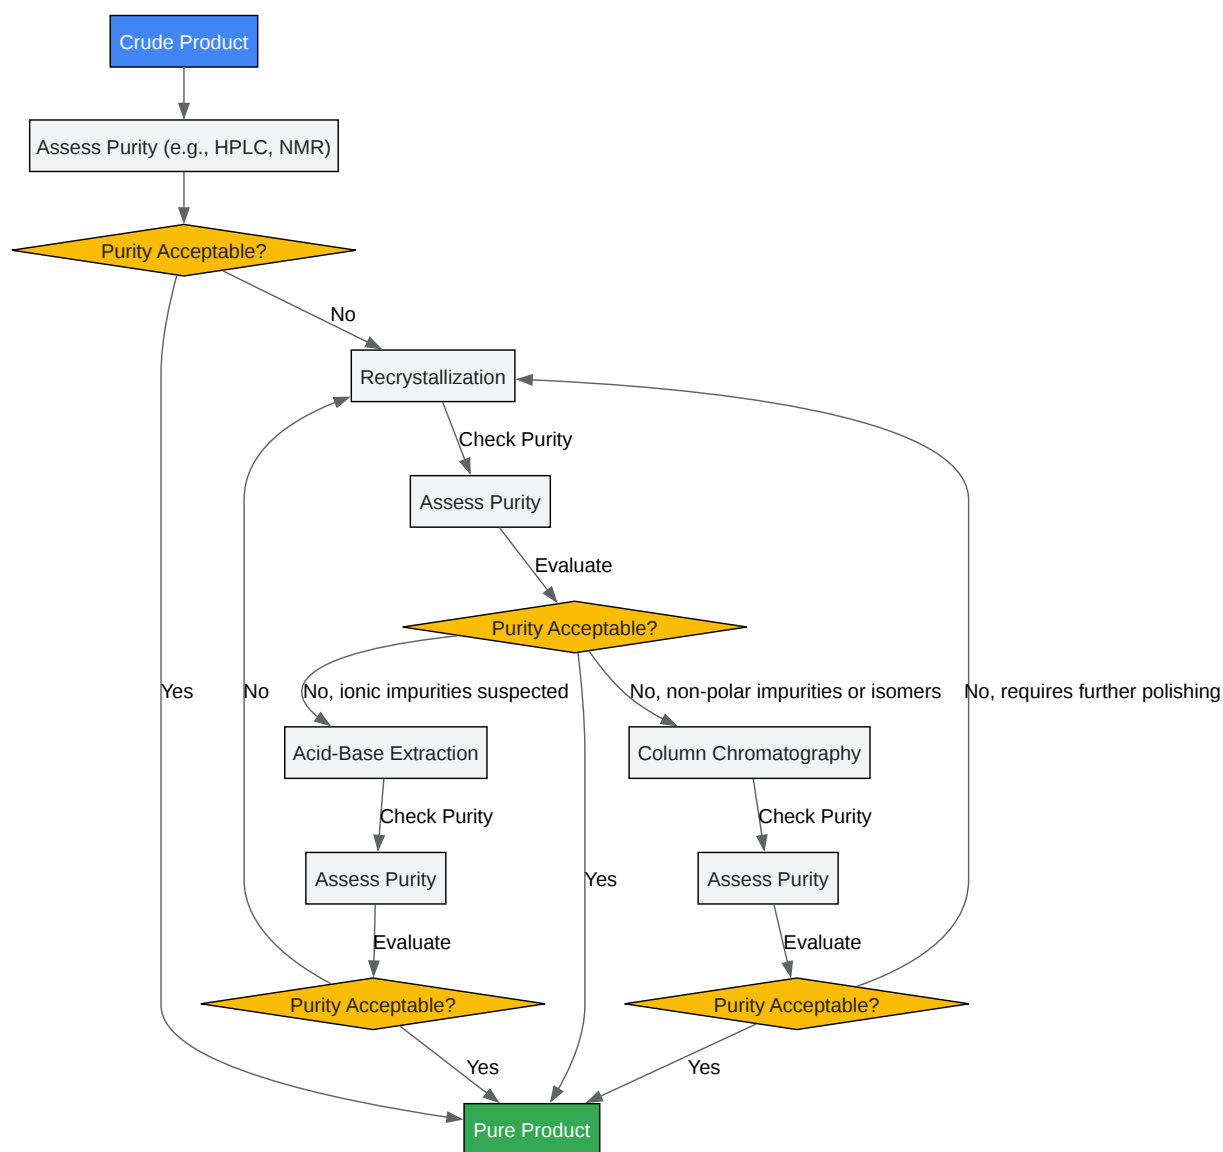 Crude Product
Assess Purity (e.g., HPLC, NMR)
Purity Acceptable?
No
Recrystallization
Check Purity
Assess Purity
Evaluate
Purity Acceptable?
Yes
No
No, ionic impurities suspected
No, non-polar impurities or isomers
No, requires further polishing
Acid-Base Extraction
Column Chromatography
Check Purity
Check Purity
Assess Purity
Yes
Assess Purity
Evaluate
Evaluate
Purity Acceptable?
Purity Acceptable?
Yes
Yes
Pure Product